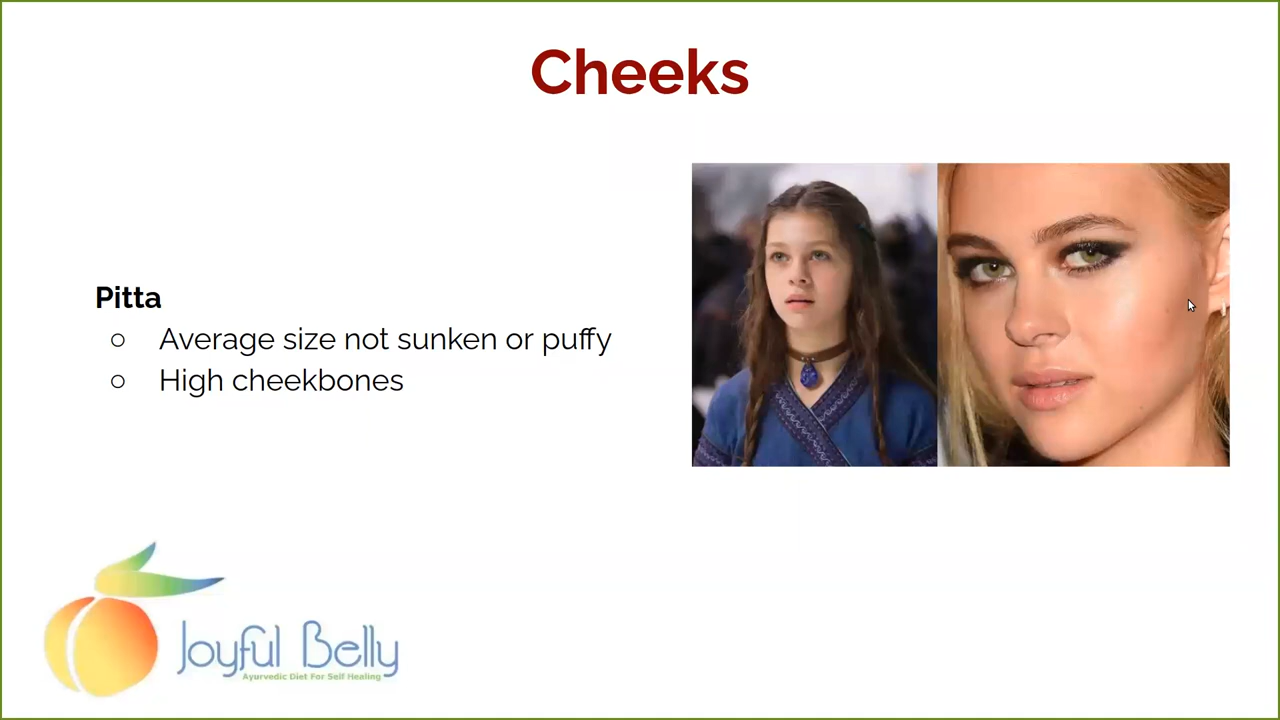 Cheeks
Pitta
○ Average size not sunken or puffy
○ High cheekbones
Joyful Belly
Ayurvedic Diet For Self Healing